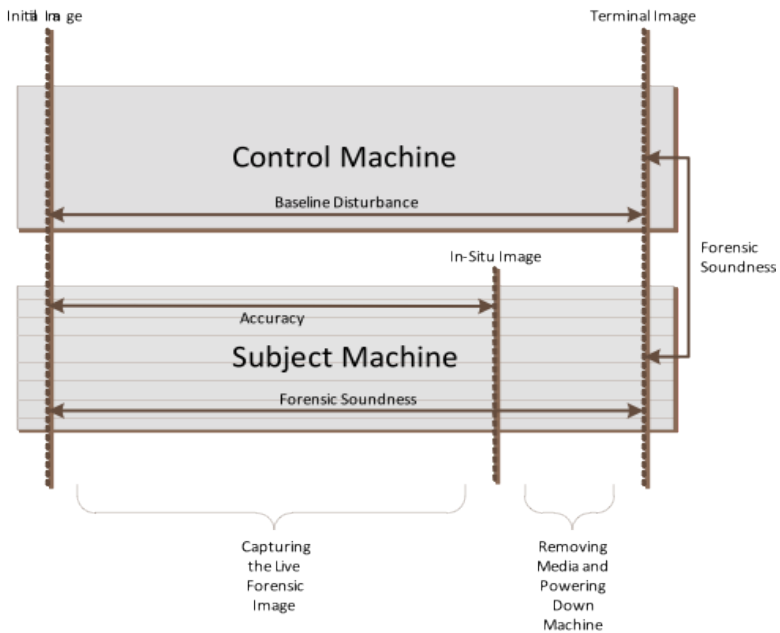 Terminal Image
Control Machine
Baseline Disturbance
Forensic
Soundness
In-Situ Image
Accuracy
Subject Machine
Forensic Soundness
Capturing
the Live
Forensic
Image
Removing
Media and
Powering
Down
Machine